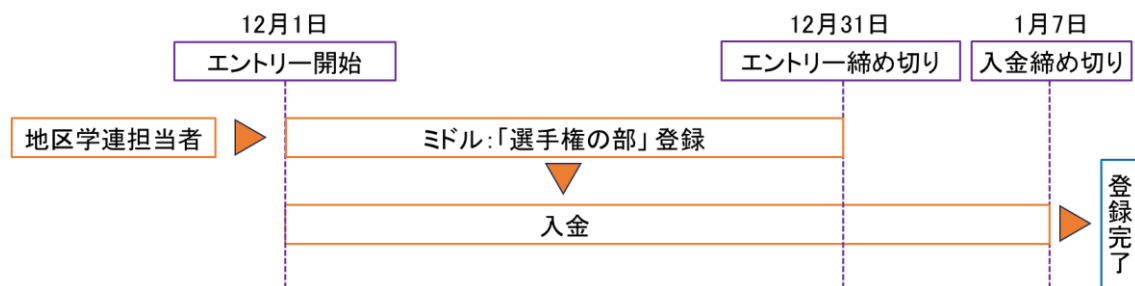 12月1日
12月31日
1月7日
エントリー開始
エントリー締め切り
入金締め切り
地区学連担当者
ミドル:「選手権の部」登録
入金
登録完了